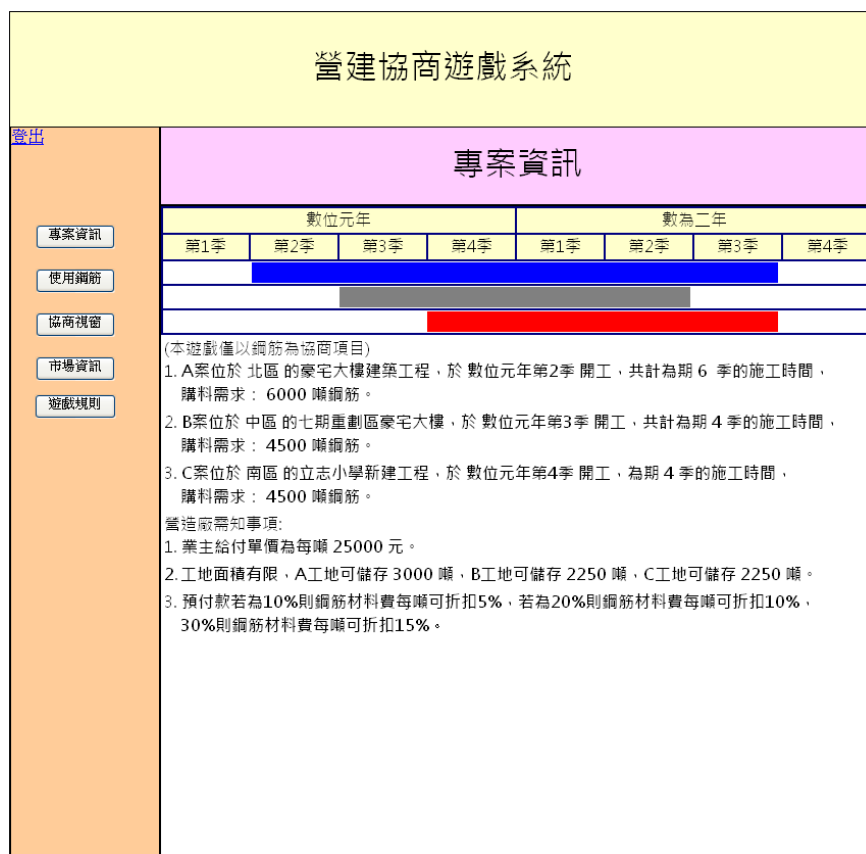 營建協商遊戲系統
登出
專案資訊
專案資訊
使用鋼筋
協商視窗
市場資訊
遊戲規則
數位元年 數為二年
第1季 第2季 第3季 第4季 第1季 第2季 第3季 第4季
(本遊戲僅以鋼筋為協商項目)
1. A案位於 北區 的豪宅大樓建築工程，於 數位元年第2季 開工，共計為期 6 季的施工時間，
購料需求： 6000 噸鋼筋。
2. B案位於 中區 的七期重劃區豪宅大樓，於 數位元年第3季 開工，共計為期 4 季的施工時間，
購料需求： 4500 噸鋼筋。
3. C案位於 南區 的立志小學新建工程，於 數位元年第4季 開工，為期 4 季的施工時間，
購料需求： 4500 噸鋼筋。
營造廠需知事項:
1. 業主給付單價為每噸 25000 元。
2. 工地面積有限，A工地可儲存 3000 噸，B工地可儲存 2250 噸，C工地可儲存 2250 噸。
3. 預付款若為10%則鋼筋材料費每噸可折扣5%，若為20%則鋼筋材料費每噸可折扣10%，
30%則鋼筋材料費每噸可折扣15%。